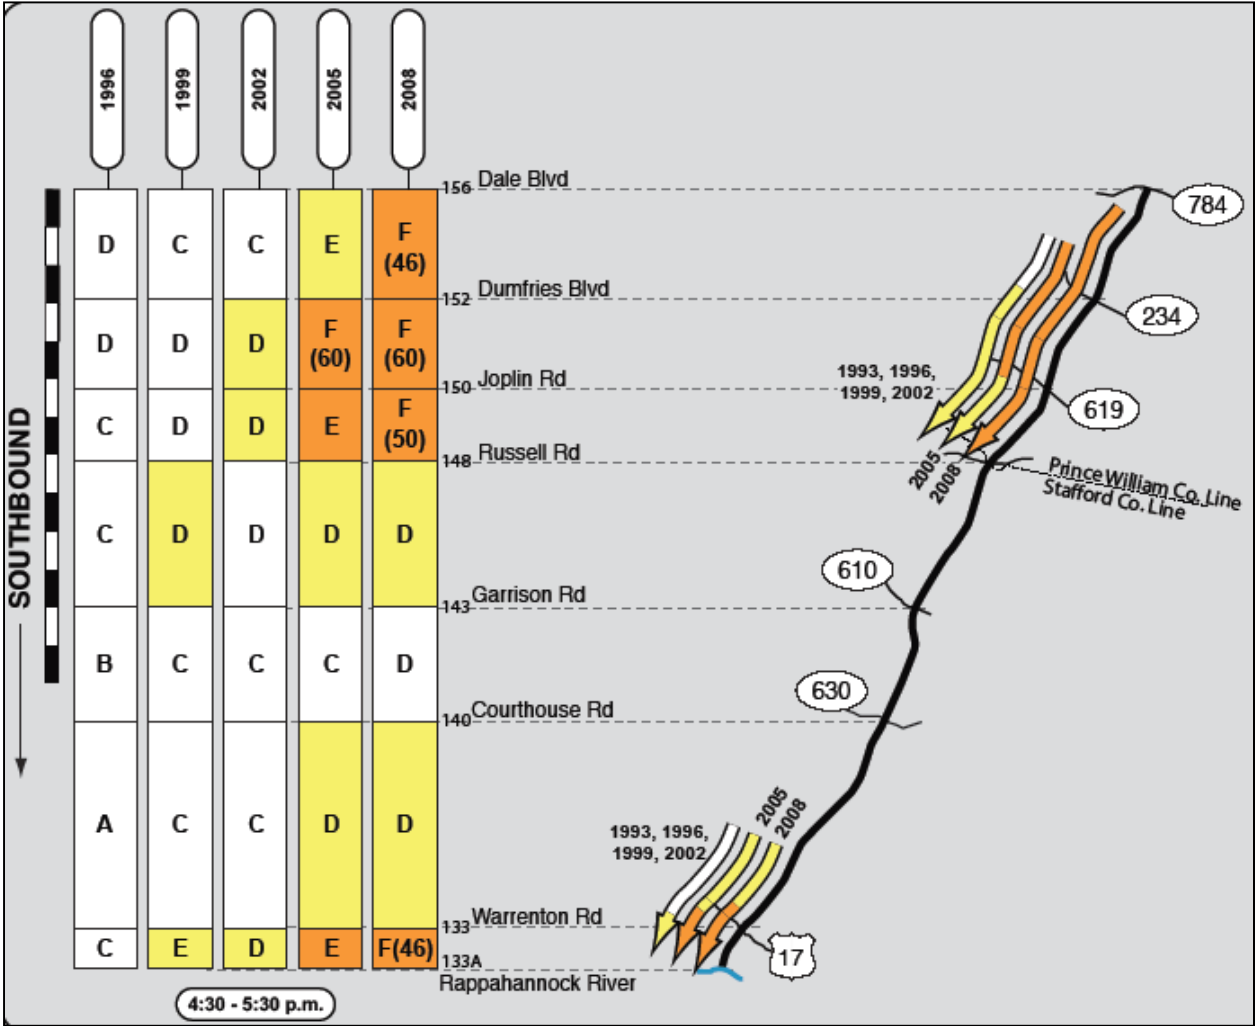 1996
1999
2002
2005
2008
SOUTHBOUND
156 Dale Blvd
D C C E F
(46)
152 Dumfries Blvd
D D D F
(60) F
(60)
150 Joplin Rd
C D D E F
(50)
148 Russell Rd
C D D D D
143 Garrison Rd
B C C C D
140 Courthouse Rd
A C C D D
133 Warrenton Rd
C E D E F(46)
133A
Rappahannock River
4:30 - 5:30 p.m.
784
234
1993, 1996,
1999, 2002
619
2005
2008
Prince William Co. Line
Stafford Co. Line
610
630
2005
2008
1993, 1996,
1999, 2002
17